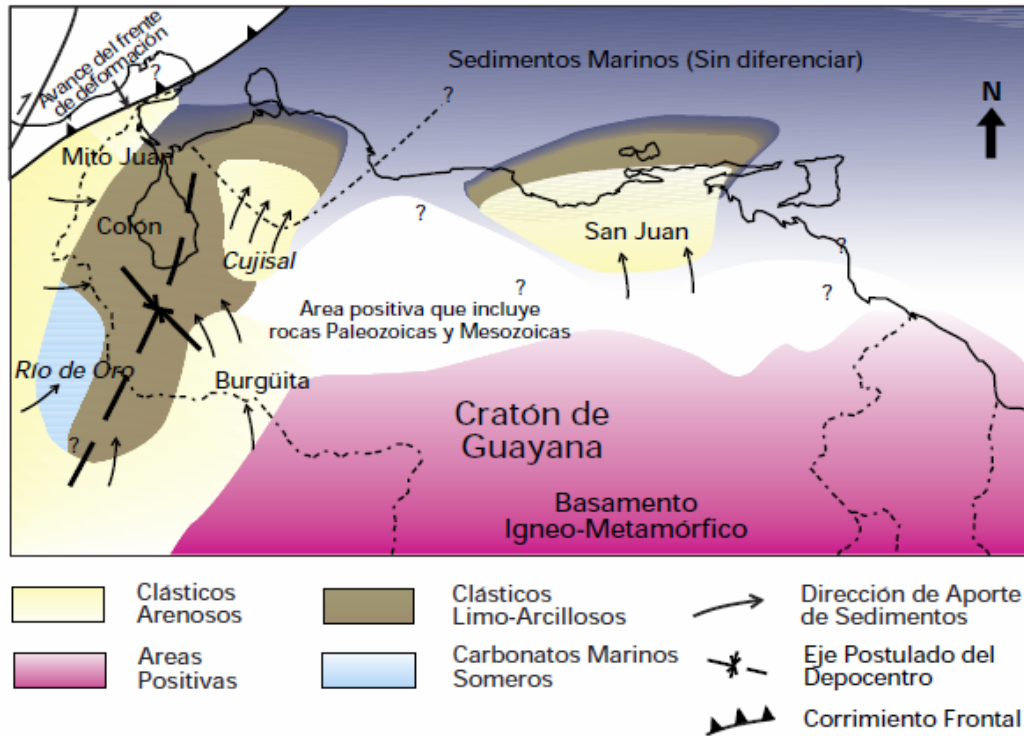 Avance del frente
de deformación
?
Sedimentos Marinos (Sin diferenciar)
?
N
Mito Juan
Colón
Cujisal
?
San Juan
?
?
?
Area positiva que incluye
rocas Paleozoicas y Mesozoicas
Río de Oro
Burgüita
?
Cratón de
Guayana
Basamento
Igneo-Metamórfico
Clásticos
Arenosos
Clásticos
Limo-Arcillosos
Dirección de Aporte
de Sedimentos
Areas
Positivas
Carbonatos Marinos
Someros
Eje Postulado del
Depocentro
Corrimiento Frontal